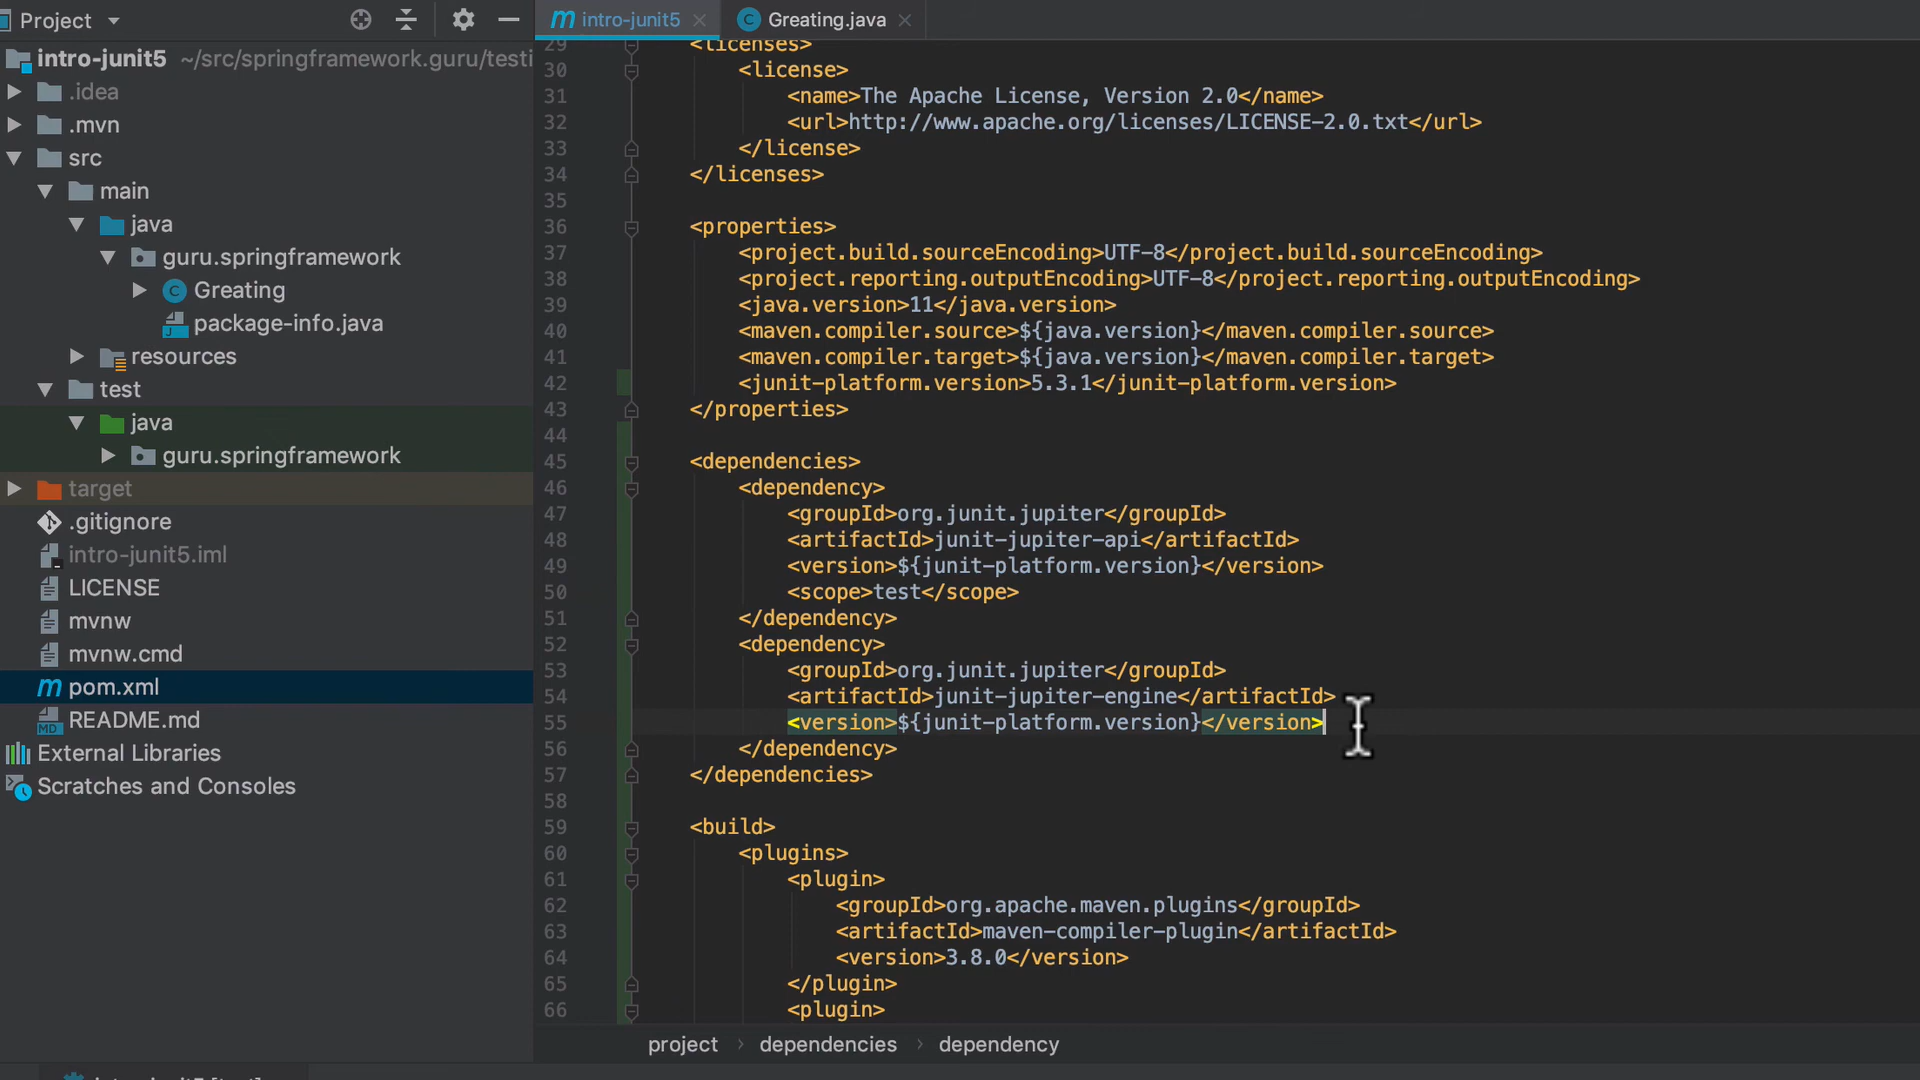 Project
intro-junit5 ~/src/springframework.guru/testi
.idea
.mvn
src
main
java
guru.springframework
Greating
package-info.java
resources
test
java
guru.springframework
target
.gitignore
intro-junit5.iml
LICENSE
mvnw
mvnw.cmd
pom.xml
README.md
External Libraries
Scratches and Consoles
intro-junit5
Greating.java
29 <licenses>
30 <license>
31 <name>The Apache License, Version 2.0</name>
32 <url>http://www.apache.org/licenses/LICENSE-2.0.txt</url>
33 </license>
34 </licenses>
35
36 <properties>
37 <project.build.sourceEncoding>UTF-8</project.build.sourceEncoding>
38 <project.reporting.outputEncoding>UTF-8</project.reporting.outputEncoding>
39 <java.version>11</java.version>
40 <maven.compiler.source>${java.version}</maven.compiler.source>
41 <maven.compiler.target>${java.version}</maven.compiler.target>
42 <junit-platform.version>5.3.1</junit-platform.version>
43 </properties>
44
45 <dependencies>
46 <dependency>
47 <groupId>org.junit.jupiter</groupId>
48 <artifactId>junit-jupiter-api</artifactId>
49 <version>${junit-platform.version}</version>
50 <scope>test</scope>
51 </dependency>
52 <dependency>
53 <groupId>org.junit.jupiter</groupId>
54 <artifactId>junit-jupiter-engine</artifactId>
55 <version>${junit-platform.version}</version>
56 </dependency>
57 </dependencies>
58
59 <build>
60 <plugins>
61 <plugin>
62 <groupId>org.apache.maven.plugins</groupId>
63 <artifactId>maven-compiler-plugin</artifactId>
64 <version>3.8.0</version>
65 </plugin>
66 <plugin>
project › dependencies › dependency